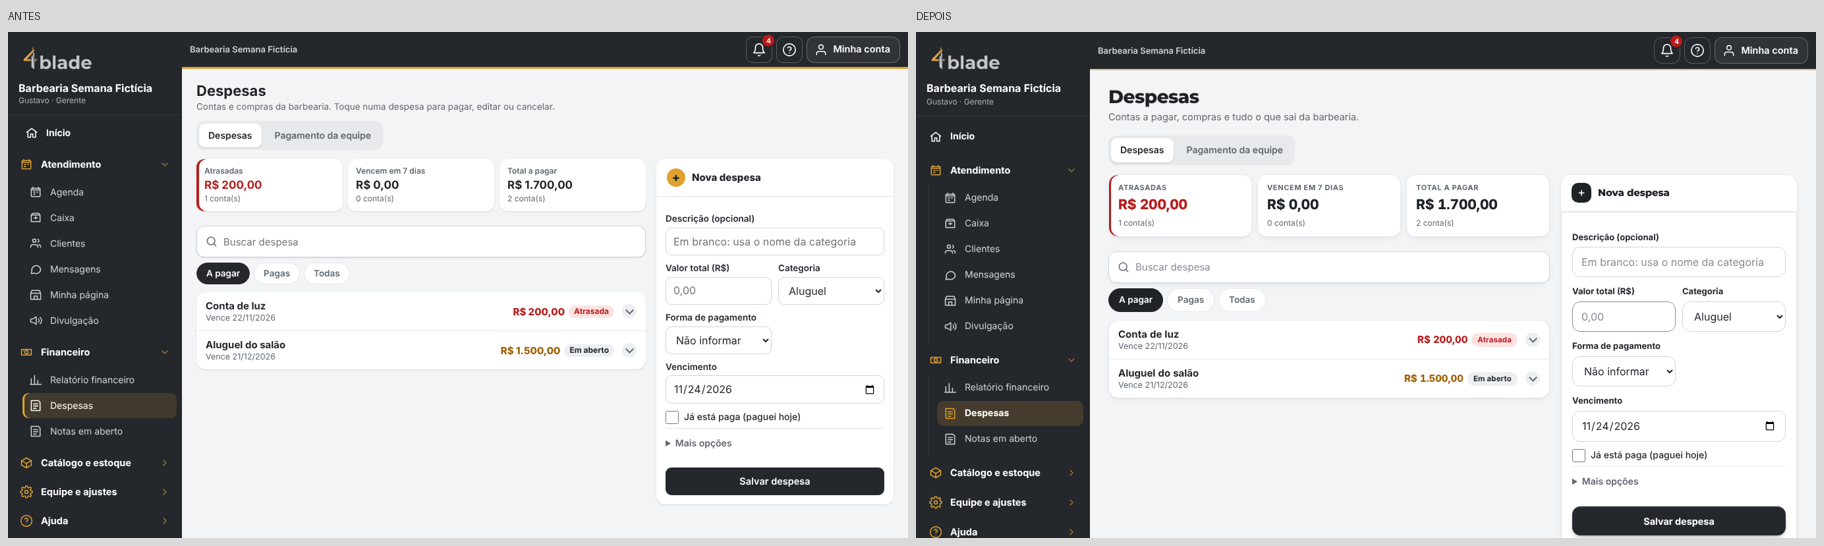 ANTES
4blade
Barbearia Semana Fictícia
Gustavo · Gerente
Início
Atendimento
Agenda
Caixa
Clientes
Mensagens
Minha página
Divulgação
Financeiro
Relatório financeiro
Despesas
Notas em aberto
Catálogo e estoque
Equipe e ajustes
Ajuda
Barbearia Semana Fictícia
4
Minha conta
Despesas
Contas e compras da barbearia. Toque numa despesa para pagar, editar ou cancelar.
Despesas Pagamento da equipe
Atrasadas
R$ 200,00
1 conta(s)
Vencem em 7 dias
R$ 0,00
0 conta(s)
Total a pagar
R$ 1.700,00
2 conta(s)
Buscar despesa
A pagar Pagas Todas
Conta de luz
Vence 22/11/2026
R$ 200,00 Atrasada
Aluguel do salão
Vence 21/12/2026
R$ 1.500,00 Em aberto
+ Nova despesa
Descrição (opcional)
Em branco: usa o nome da categoria
Valor total (R$) Categoria
0,00 Aluguel
Forma de pagamento
Não informar
Vencimento
11/24/2026
Já está paga (paguei hoje)
Mais opções
Salvar despesa
DEPOIS
4blade
Barbearia Semana Fictícia
Gustavo · Gerente
Início
Atendimento
Agenda
Caixa
Clientes
Mensagens
Minha página
Divulgação
Financeiro
Relatório financeiro
Despesas
Notas em aberto
Catálogo e estoque
Equipe e ajustes
Ajuda
Barbearia Semana Fictícia
4
Minha conta
Despesas
Contas a pagar, compras e tudo o que sai da barbearia.
Despesas Pagamento da equipe
ATRASADAS
R$ 200,00
1 conta(s)
VENCEM EM 7 DIAS
R$ 0,00
0 conta(s)
TOTAL A PAGAR
R$ 1.700,00
2 conta(s)
Buscar despesa
A pagar Pagas Todas
Conta de luz
Vence 22/11/2026
R$ 200,00 Atrasada
Aluguel do salão
Vence 21/12/2026
R$ 1.500,00 Em aberto
+ Nova despesa
Descrição (opcional)
Em branco: usa o nome da categoria
Valor total (R$) Categoria
0,00 Aluguel
Forma de pagamento
Não informar
Vencimento
11/24/2026
Já está paga (paguei hoje)
Mais opções
Salvar despesa